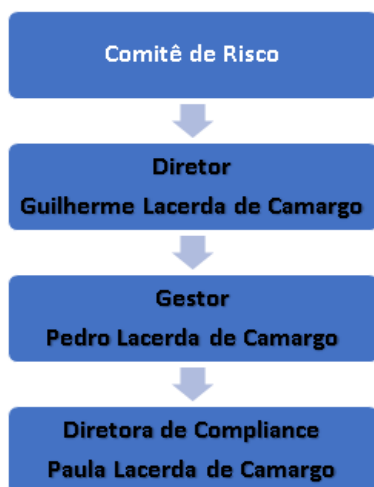 Comitê de Risco
Diretor
Guilherme Lacerda de Camargo
Gestor
Pedro Lacerda de Camargo
Diretora de Compliance
Paula Lacerda de Camargo